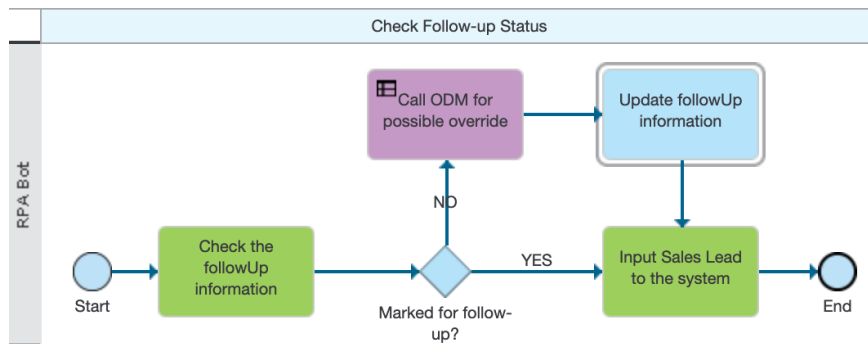 Check Follow-up Status
RPA Bot
Call ODM for
possible override
Update followUp
information
NO
Check the
followUp
information
YES
Input Sales Lead
to the system
Start
Marked for follow-
up?
End